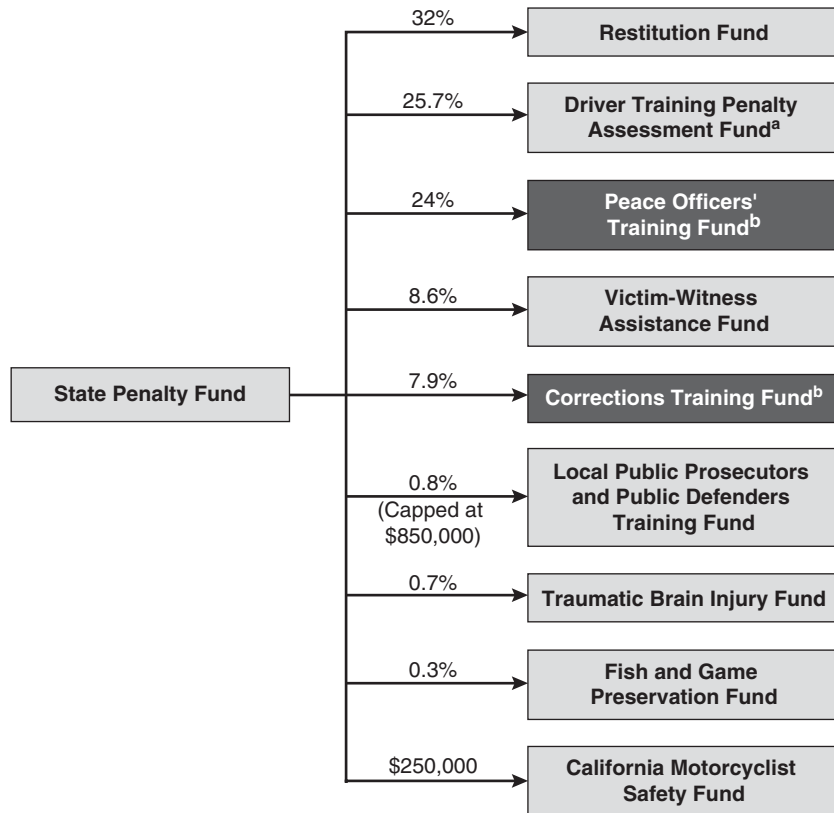 32%
Restitution Fund
25.7%
Driver Training Penalty
Assessment Fundᵃ
24%
Peace Officers'
Training Fundᵇ
8.6%
Victim-Witness
Assistance Fund
State Penalty Fund
7.9%
Corrections Training Fundᵇ
0.8%
(Capped at
$850,000)
Local Public Prosecutors
and Public Defenders
Training Fund
0.7%
Traumatic Brain Injury Fund
0.3%
Fish and Game
Preservation Fund
$250,000
California Motorcyclist
Safety Fund